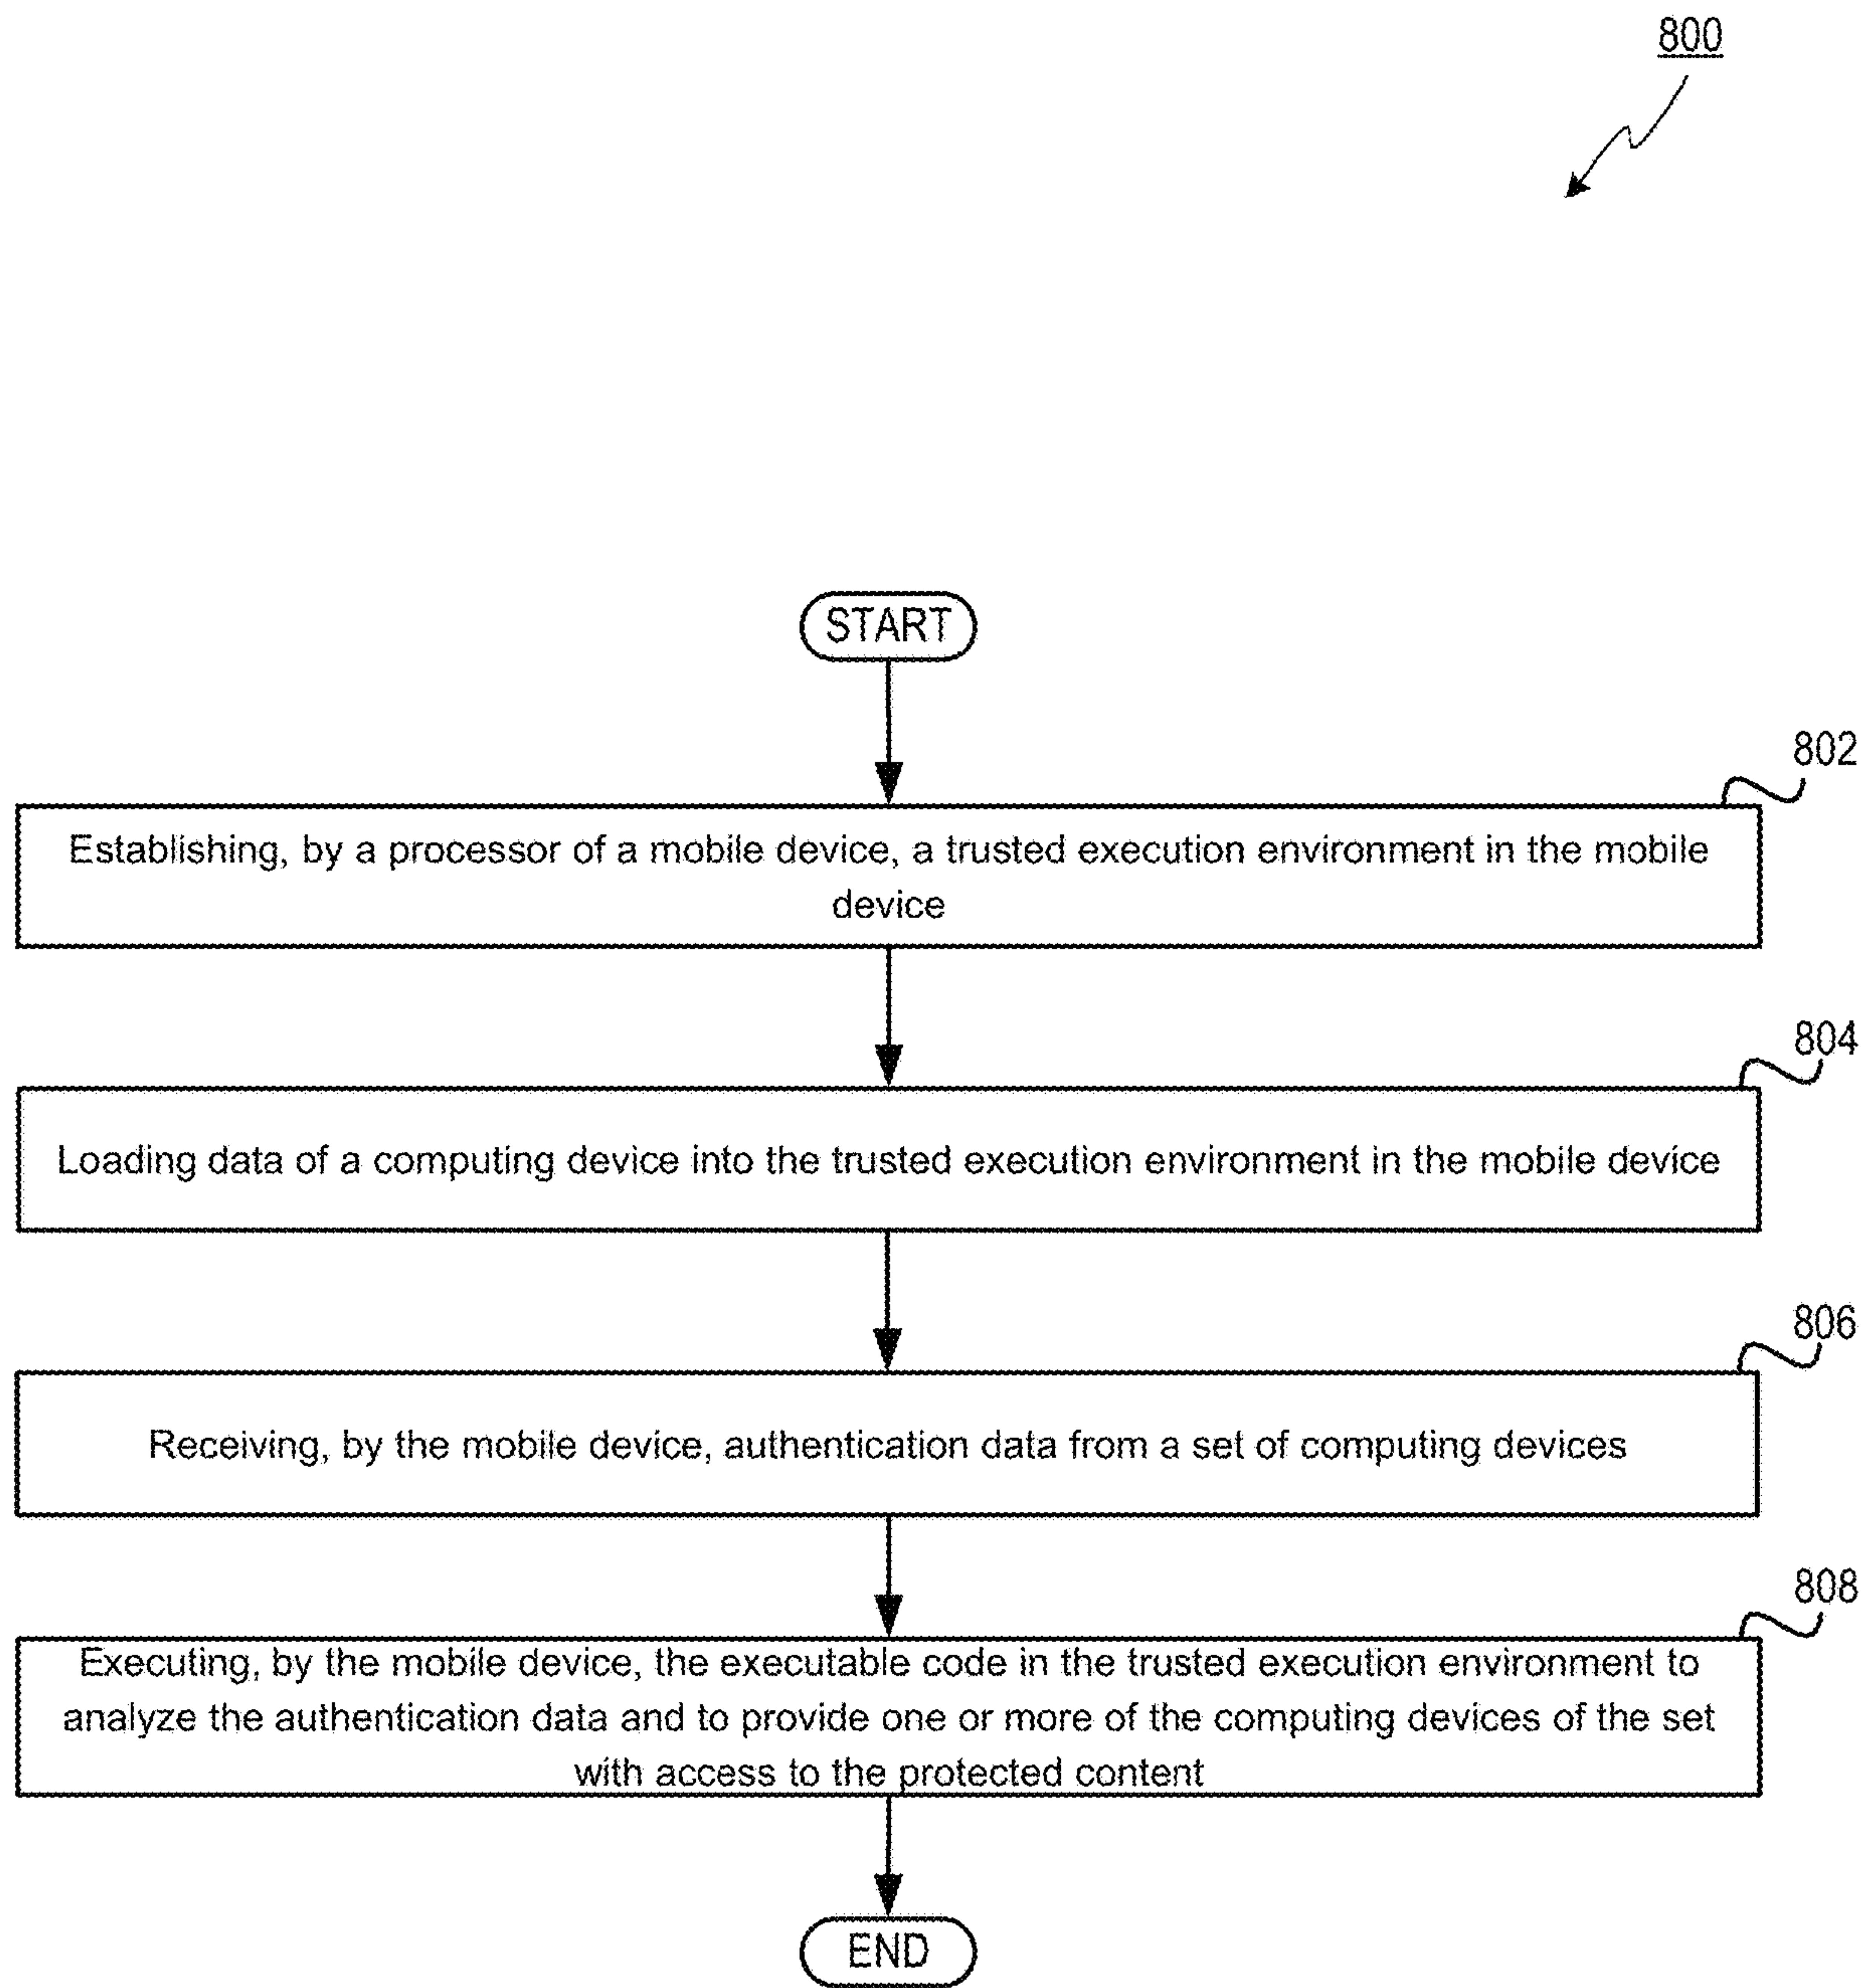 800
START
802
Establishing, by a processor of a mobile device, a trusted execution environment in the mobile
device
804
Loading data of a computing device into the trusted execution environment in the mobile device
806
Receiving, by the mobile device, authentication data from a set of computing devices
808
Executing, by the mobile device, the executable code in the trusted execution environment to
analyze the authentication data and to provide one or more of the computing devices of the set
with access to the protected content
END